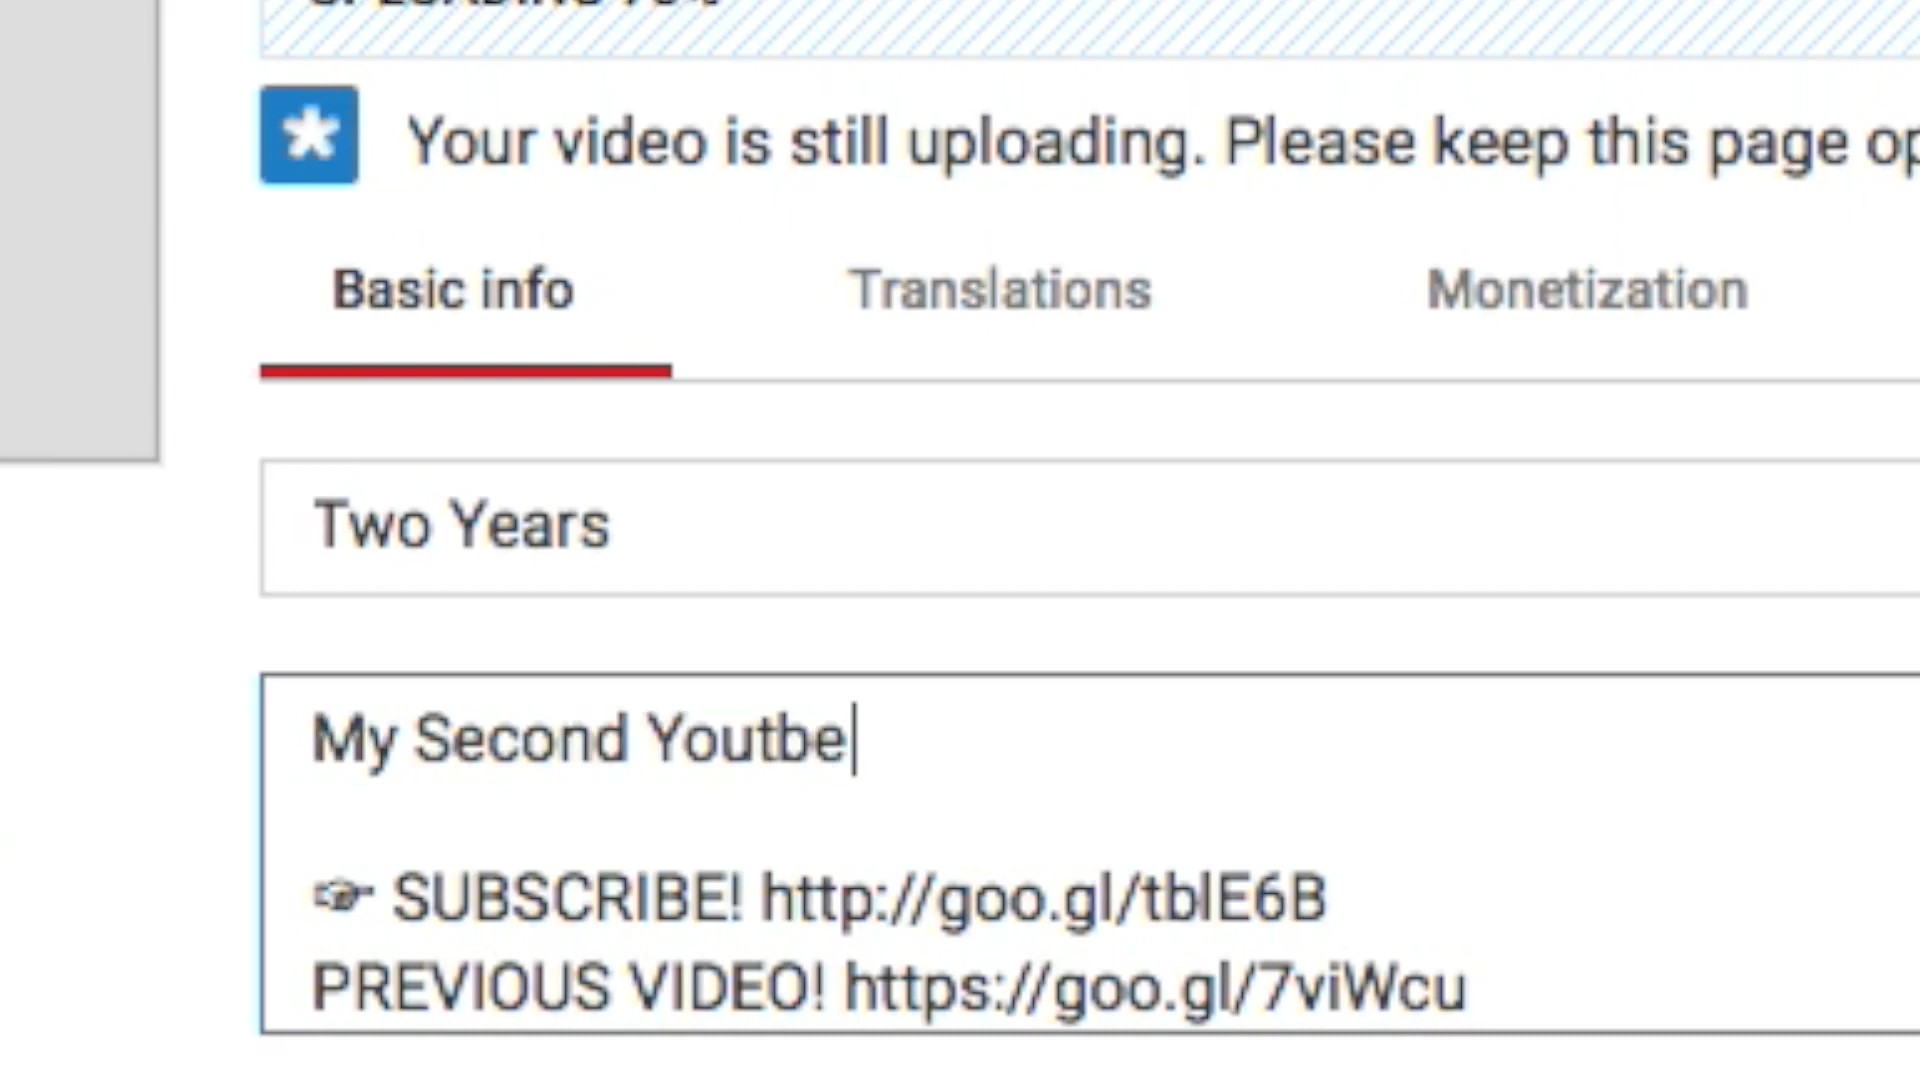 Your video is still uploading. Please keep this page
Basic info Translations Monetization
Two Years
My Second Youtbe
☞ SUBSCRIBE! http://goo.gl/tblE6B
PREVIOUS VIDEO! https://goo.gl/7viWcu